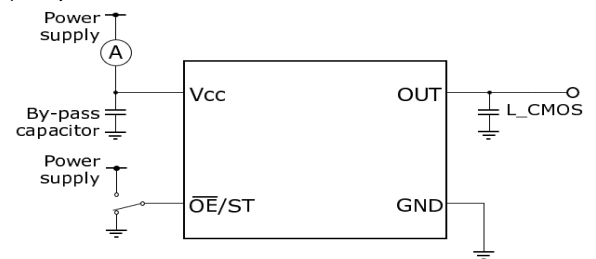 Power
supply
A
Vcc
OUT
By-pass
capacitor
L_CMOS
Power
supply
OE/ST
GND